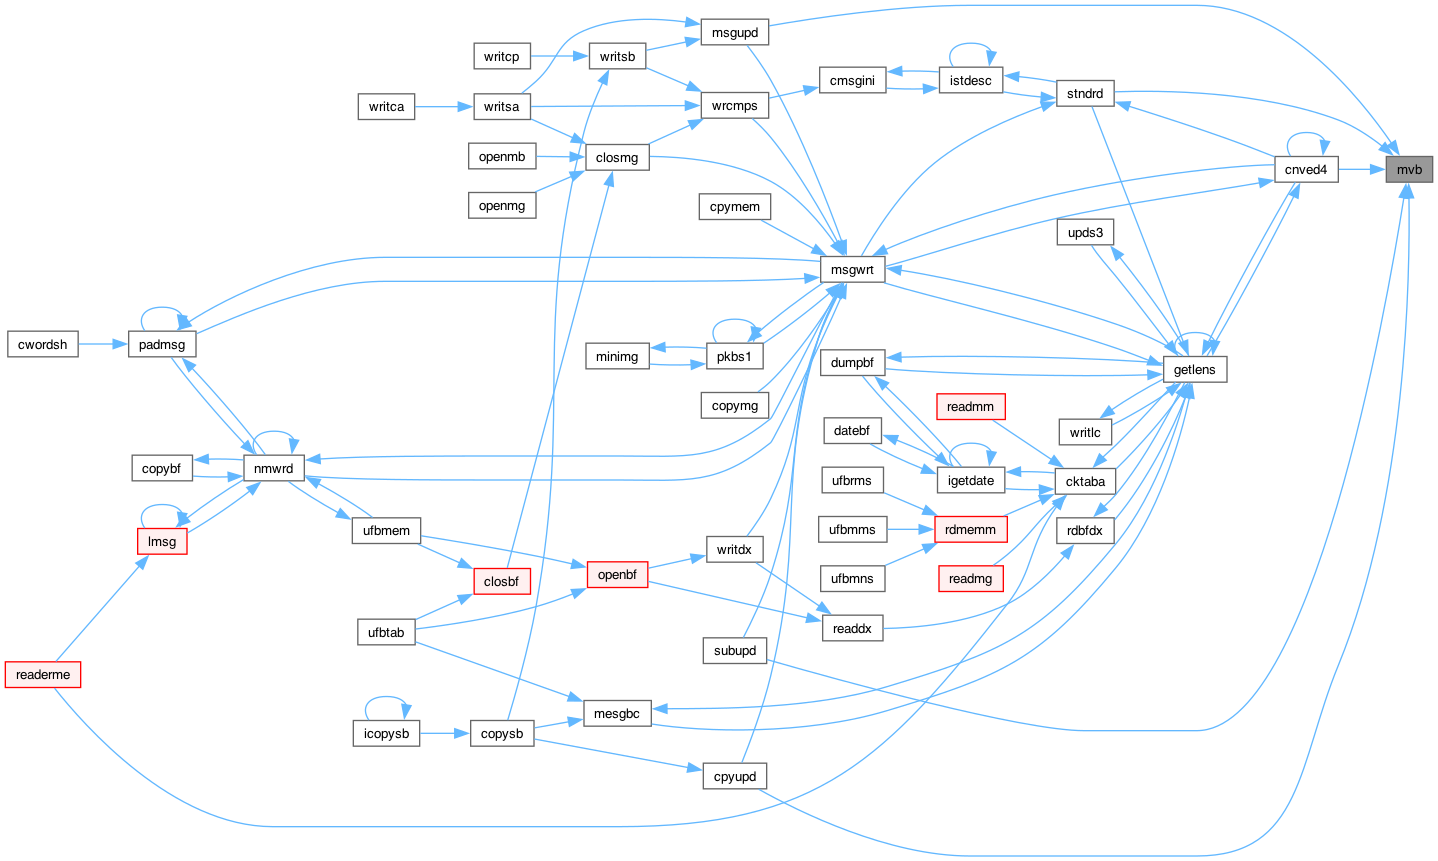 msgupd
writcp
writsb
cmsgini
istdesc
stndrd
writca
writsa
wrcmps
openmb
closmg
cnved4
mvb
openmg
cpymem
upds3
msgwrt
cwordsh
padmsg
minimg
pkbs1
dumpbf
getlens
copymg
readmm
datebf
writlc
copybf
nmwrd
ufbrms
igetdate
cktaba
lmsg
ufbmem
ufbmms
rdmemm
rdbfdx
writdx
closbf
openbf
ufbmns
readmg
ufbtab
readdx
subupd
readerme
mesgbc
icopysb
copysb
cpyupd